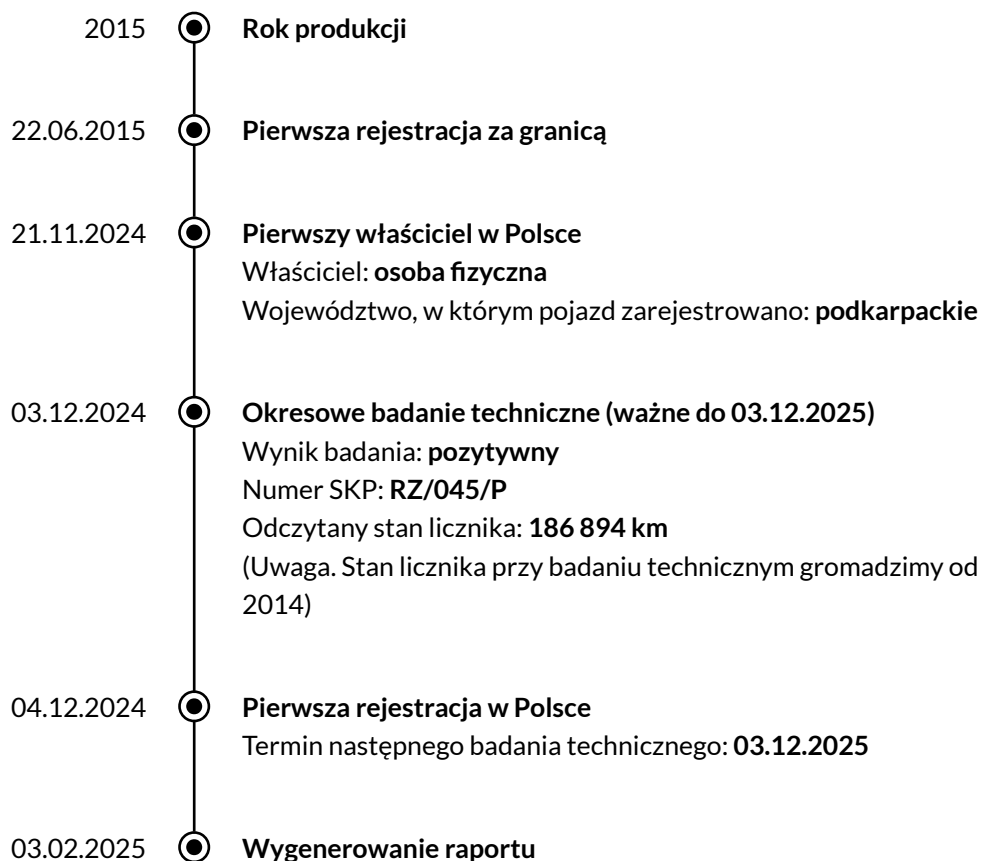 2015 Rok produkcji
22.06.2015 Pierwsza rejestracja za granicą
21.11.2024 Pierwszy właściciel w Polsce
Właściciel: osoba fizyczna
Województwo, w którym pojazd zarejestrowano: podkarpackie
03.12.2024 Okresowe badanie techniczne (ważne do 03.12.2025)
Wynik badania: pozytywny
Numer SKP: RZ/045/P
Odczytany stan licznika: 186 894 km
(Uwaga. Stan licznika przy badaniu technicznym gromadzimy od
2014)
04.12.2024 Pierwsza rejestracja w Polsce
Termin następnego badania technicznego: 03.12.2025
03.02.2025 Wygenerowanie raportu